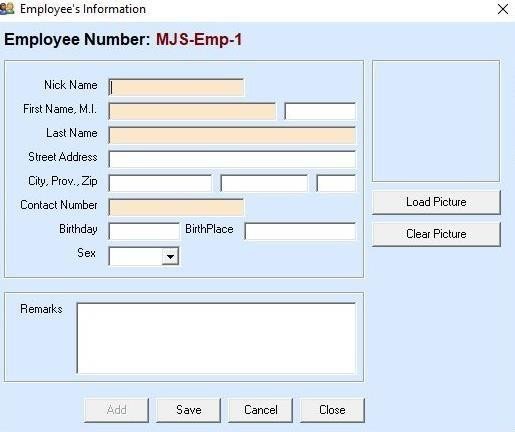 Employee's Information
Employee Number: MJS-Emp-1
Nick Name
First Name, M.I.
Last Name
Street Address
City, Prov., Zip
Contact Number
Birthday BirthPlace
Sex
Load Picture
Clear Picture
Remarks
Add Save Cancel Close